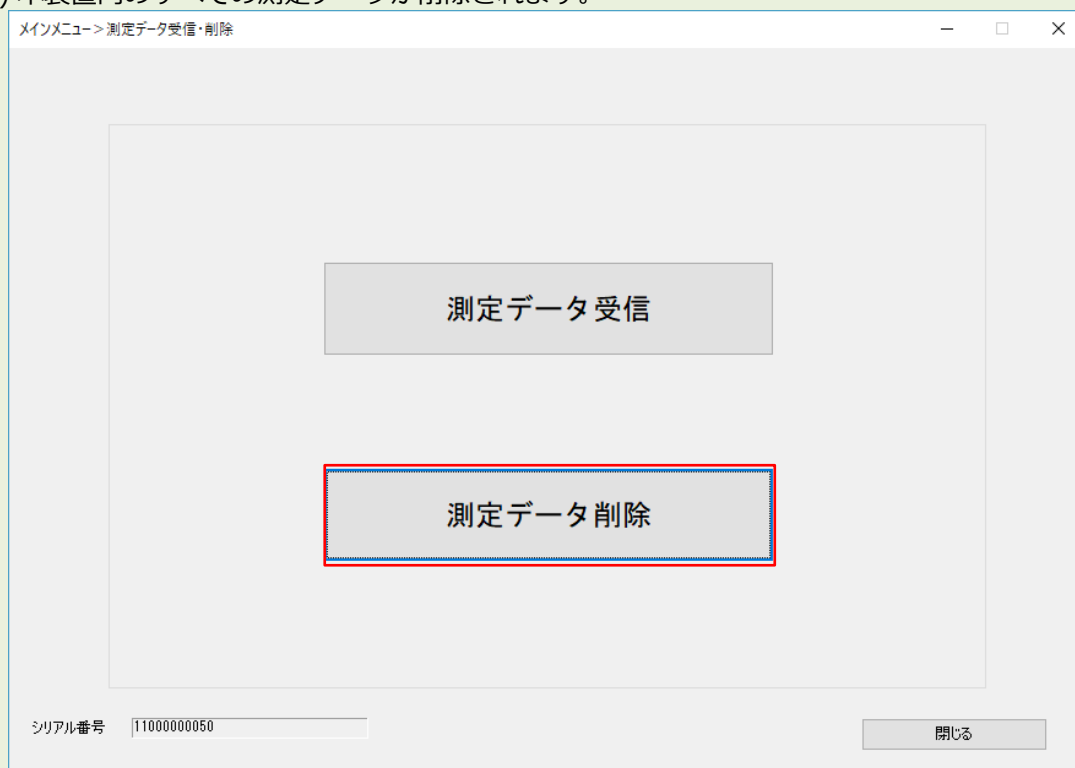 メインメニュー＞測定データ受信・削除
測定データ受信
測定データ削除
シリアル番号 11000000050
閉じる